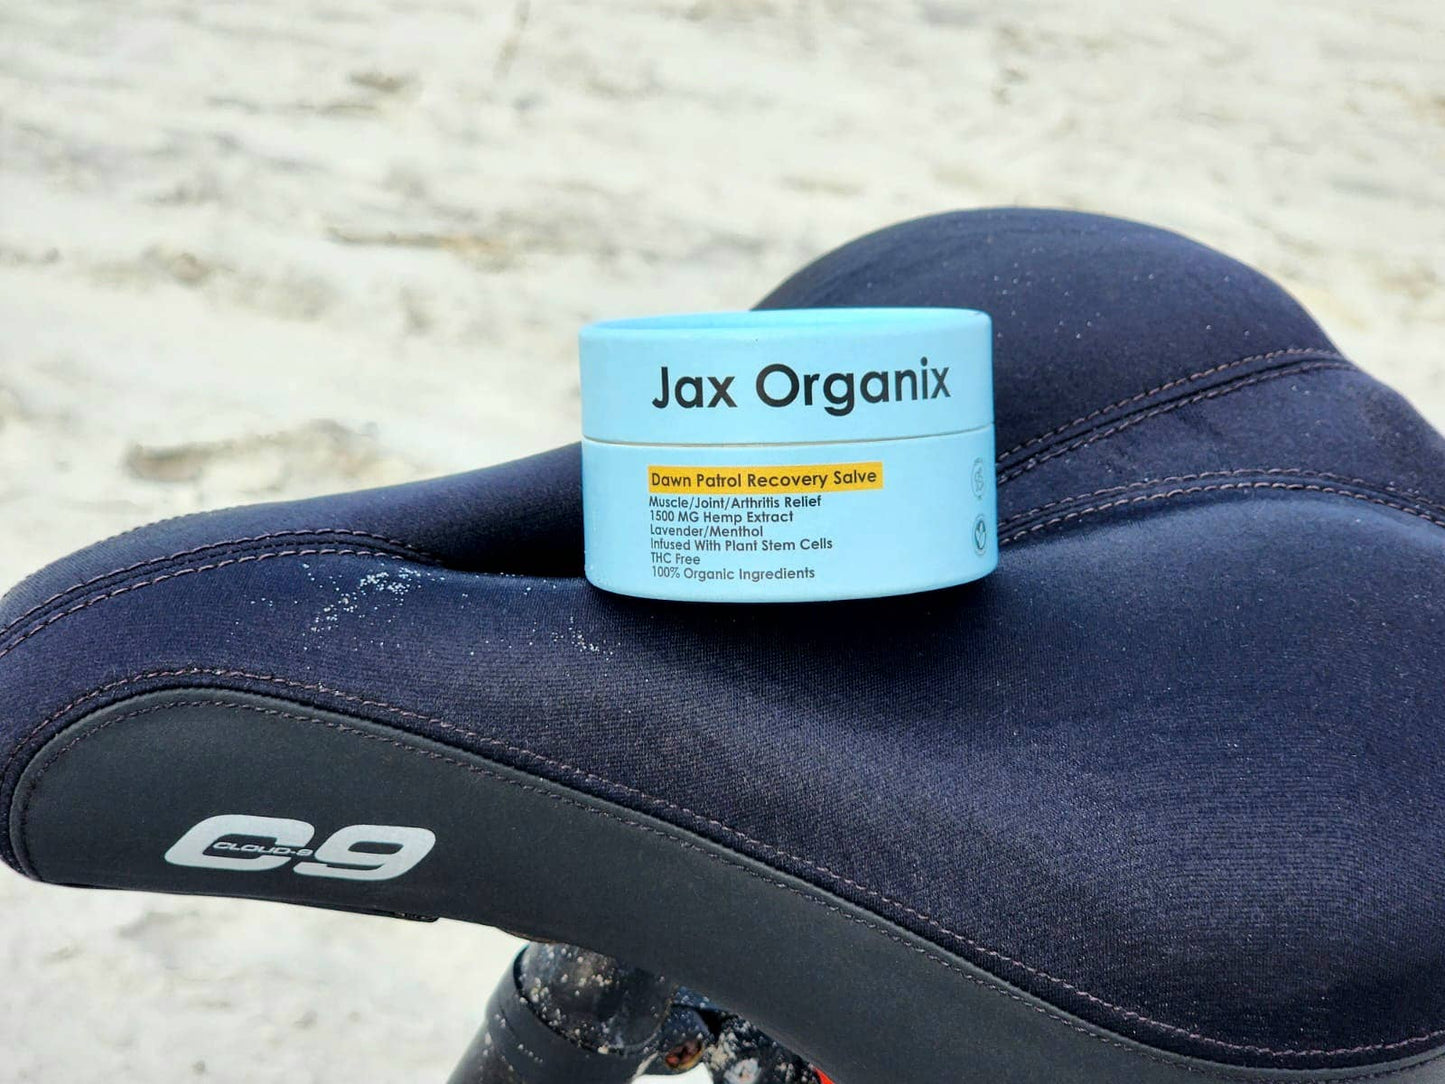 Jax Organix
Dawn Patrol Recovery Salve
Muscle/Joint/Arthritis Relief
1500 MG Hemp Extract
Lavender/Menthol
Infused With Plant Stem Cells
THC Free
100% Organic Ingredients
C9
CLOUD-9